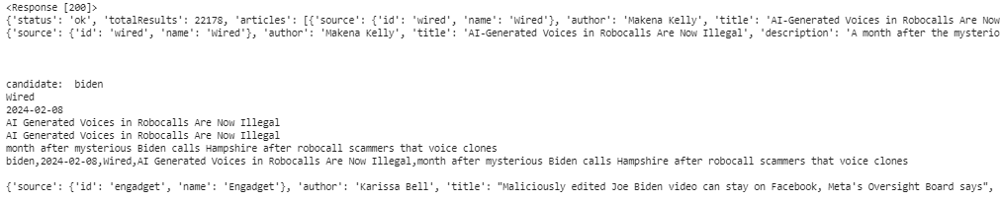 <Response [200]>
{'status': 'ok', 'totalResults': 22178, 'articles': [{'source': {'id': 'wired', 'name': 'Wired'}, 'author': 'Makena Kelly', 'title': 'AI-Generated Voices in Robocalls Are Now
{'source': {'id': 'wired', 'name': 'Wired'}, 'author': 'Makena Kelly', 'title': 'AI-Generated Voices in Robocalls Are Now Illegal', 'description': 'A month after the mysterio
candidate:  biden
Wired
2024-02-08
AI Generated Voices in Robocalls Are Now Illegal
AI Generated Voices in Robocalls Are Now Illegal
month after mysterious Biden calls Hampshire after robocall scammers that voice clones
biden,2024-02-08,Wired,AI Generated Voices in Robocalls Are Now Illegal,month after mysterious Biden calls Hampshire after robocall scammers that voice clones
{'source': {'id': 'engadget', 'name': 'Engadget'}, 'author': 'Karissa Bell', 'title': "Maliciously edited Joe Biden video can stay on Facebook, Meta's Oversight Board says",